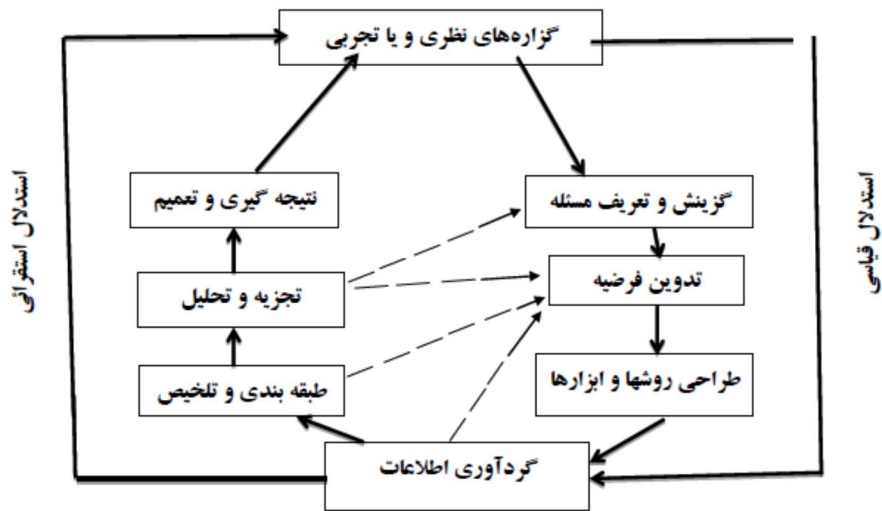 گزاره‌های نظری و یا تجربی
گزینش و تعریف مسئله
نتیجه گیری و تعمیم
تدوین فرضیه
تجزیه و تحلیل
طراحی روشها و ابزارها
طبقه بندی و تلخیص
گردآوری اطلاعات
استدلال قیاسی
استدلال استقرائی